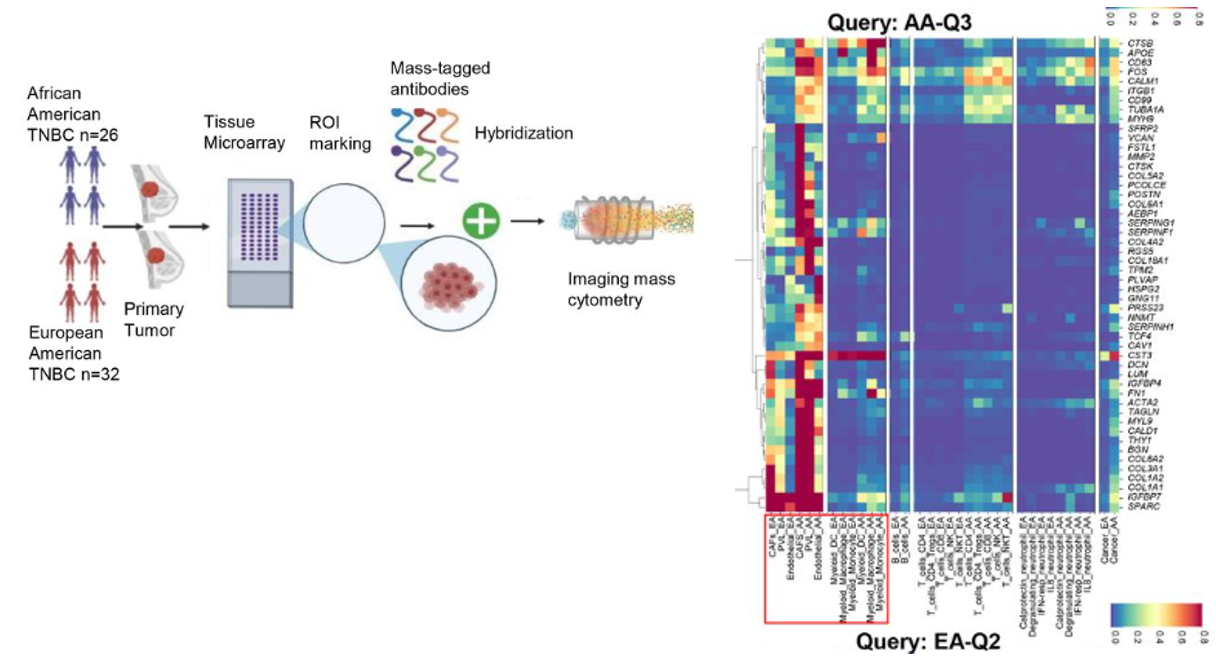 African
American
TNBC n=26
European
American
TNBC n=32
Primary
Tumor
Tissue
Microarray
ROI
marking
Mass-tagged
antibodies
Hybridization
Imaging mass
cytometry
Query: AA-Q3
0.0
0.2
0.4
0.6
0.8
CTSB
APOE
CD63
FOS
CALM1
ITGB1
CD99
TUBA1A
MYH9
SFRP2
VCAN
FSTL1
MMP2
CTSK
COL5A2
PCOLCE
POSTN
COL6A1
AEBP1
SERPING1
SERPINF1
COL4A2
RGS5
COL18A1
TPM2
PLVAP
HSPG2
GNG11
PRSS23
NNMT
SERPINH1
TCF4
CAV1
CST3
DCN
LUM
IGFBP4
FN1
ACTA2
TAGLN
MYL9
CALD1
THY1
BGN
COL6A2
COL3A1
COL1A2
COL1A1
IGFBP7
SPARC
CAFs_EA
PVL_EA
Endothelial_EA
CAFS_AA
PVL_AA
Endothelial_AA
Myeloid_DC_EA
Myeloid_Macrophage_EA
Myeloid_Monocyte_EA
Myeloid_DC_AA
Myeloid_Macrophage_AA
Myeloid_Monocyte_AA
B_cells_EA
B_cells_AA
T_cells_CD4_EA
T_cells_CD4_Tregs_EA
T_cells_CD8_EA
T_cells_NK_EA
T_cells_NKT_EA
T_cells_CD4_AA
T_cells_CD4_Tregs_AA
T_cells_CD8_AA
T_cells_NK_AA
T_cells_NKT_AA
Calprotectin_neutrophil_EA
Degranulating_neutrophil_EA
IFN-resp_neutrophil_EA
IL8_neutrophil_EA
Calprotectin_neutrophil_AA
Degranulating_neutrophil_AA
IFN-resp_neutrophil_AA
IL8_neutrophil_AA
Cancer_EA
Cancer_AA
0.0
0.2
0.4
0.6
0.8
Query: EA-Q2